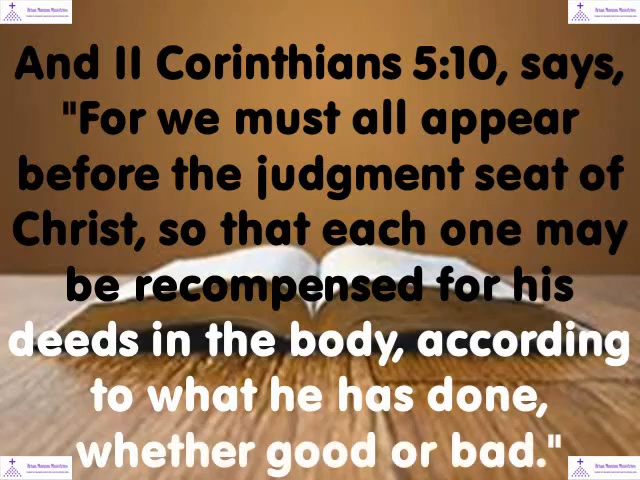 And II Corinthians 5:10, says,
"For we must all appear
before the judgment seat of
Christ, so that each one may
be recompensed for his
deeds in the body, according
to what he has done,
whether good or bad."